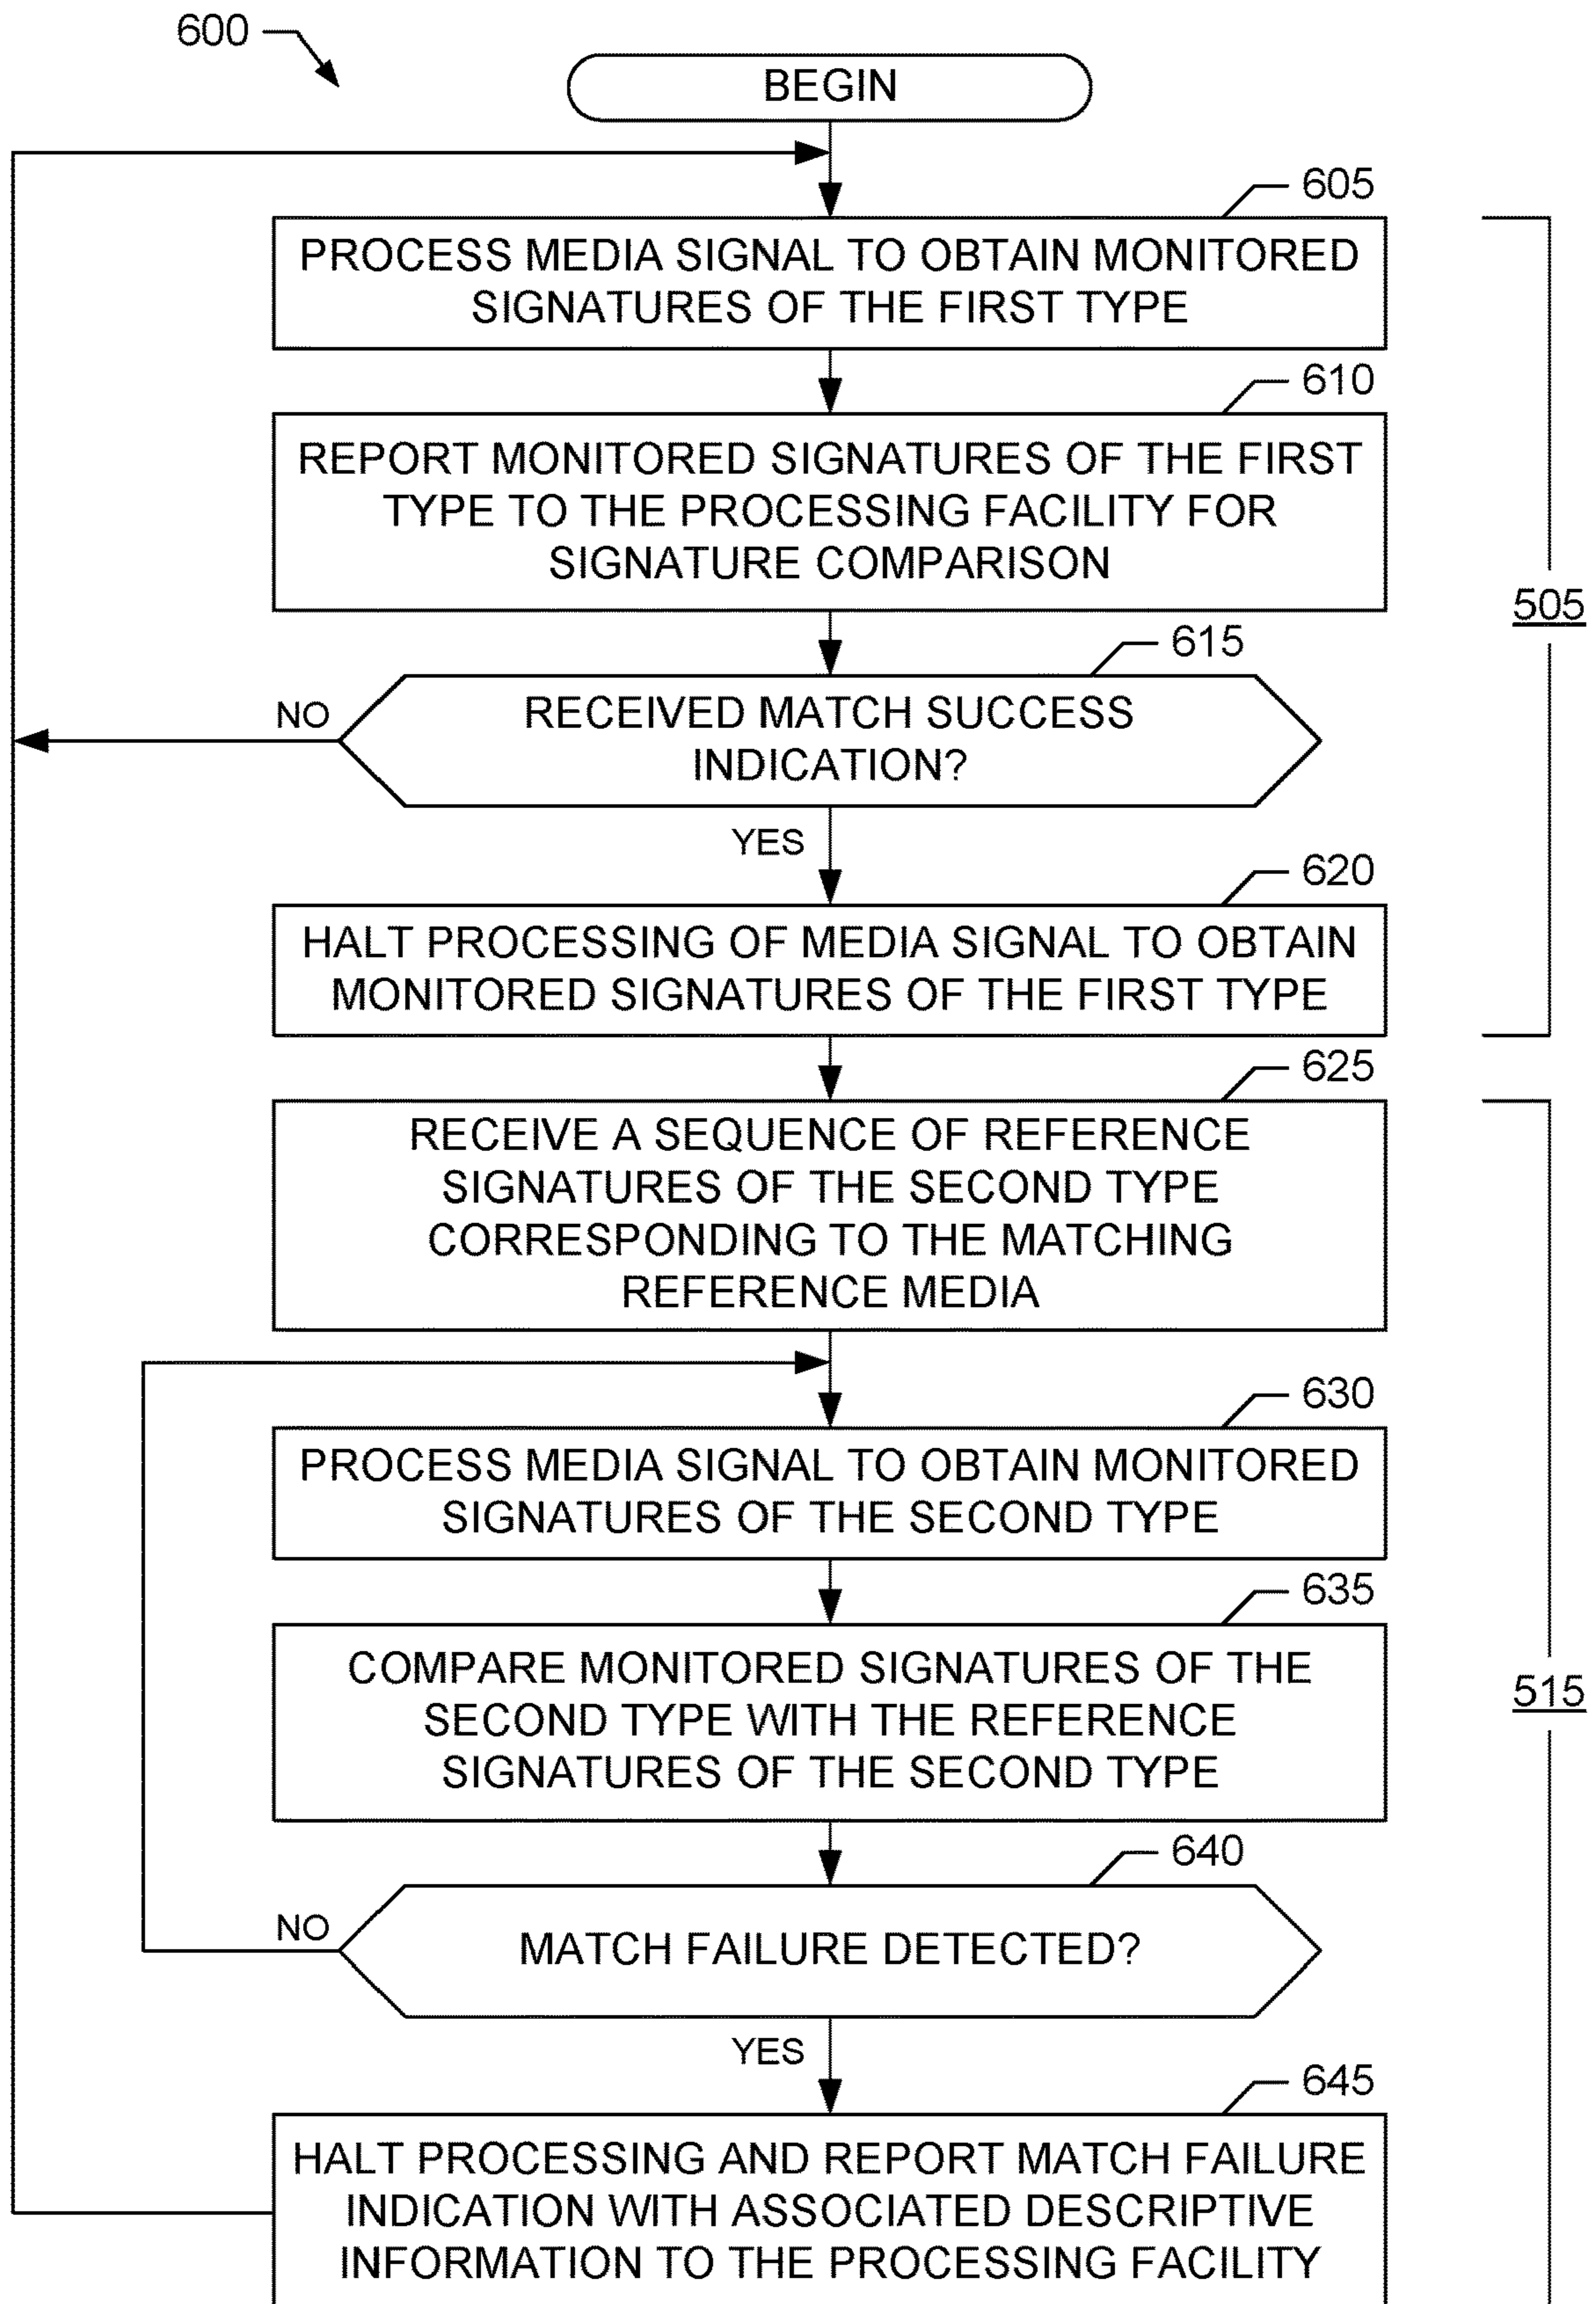 600
BEGIN
605
PROCESS MEDIA SIGNAL TO OBTAIN MONITORED
SIGNATURES OF THE FIRST TYPE
610
REPORT MONITORED SIGNATURES OF THE FIRST
TYPE TO THE PROCESSING FACILITY FOR
SIGNATURE COMPARISON
505
615
NO
RECEIVED MATCH SUCCESS
INDICATION?
YES
620
HALT PROCESSING OF MEDIA SIGNAL TO OBTAIN
MONITORED SIGNATURES OF THE FIRST TYPE
625
RECEIVE A SEQUENCE OF REFERENCE
SIGNATURES OF THE SECOND TYPE
CORRESPONDING TO THE MATCHING
REFERENCE MEDIA
630
PROCESS MEDIA SIGNAL TO OBTAIN MONITORED
SIGNATURES OF THE SECOND TYPE
635
COMPARE MONITORED SIGNATURES OF THE
SECOND TYPE WITH THE REFERENCE
SIGNATURES OF THE SECOND TYPE
515
640
NO
MATCH FAILURE DETECTED?
YES
645
HALT PROCESSING AND REPORT MATCH FAILURE
INDICATION WITH ASSOCIATED DESCRIPTIVE
INFORMATION TO THE PROCESSING FACILITY